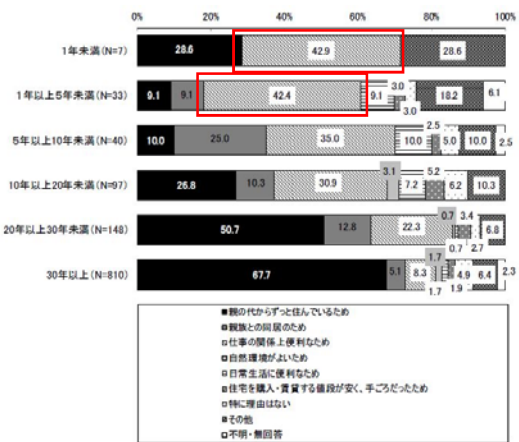 0% 20% 40% 60% 80% 100%
1年未満(N=7) 28.6 42.9 28.6
1年以上5年未満(N=33) 9.1 9.1 42.4 9.1 3.0 3.0 18.2 6.1
5年以上10年未満(N=40) 10.0 25.0 35.0 10.0 2.5 5.0 10.0 2.5
10年以上20年未満(N=97) 26.8 10.3 30.9 3.1 7.2 5.2 6.2 10.3
20年以上30年未満(N=148) 50.7 12.8 22.3 0.7 3.4 0.7 2.7 6.8
30年以上(N=810) 67.7 5.1 8.3 1.7 1.7 1.9 4.9 6.4 2.3
■親の代からずっと住んでいるため
親族との同居のため
仕事の関係上便利なため
自然環境がよいため
日常生活に便利なため
住宅を購入・賃貸する値段が安く、手ごろだったため
特に理由はない
その他
不明・無回答